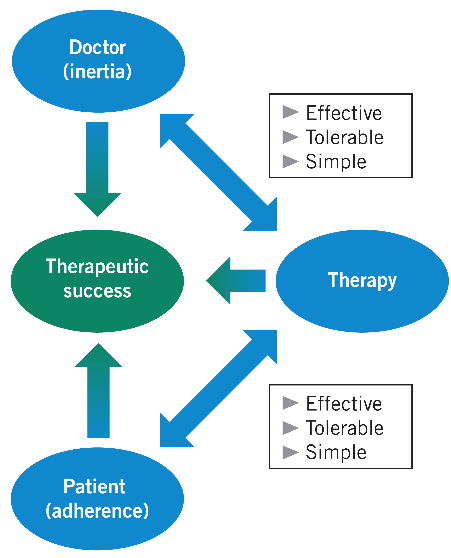 Doctor
(inertia)
Effective
Tolerable
Simple
Therapeutic
success
Therapy
Effective
Tolerable
Simple
Patient
(adherence)